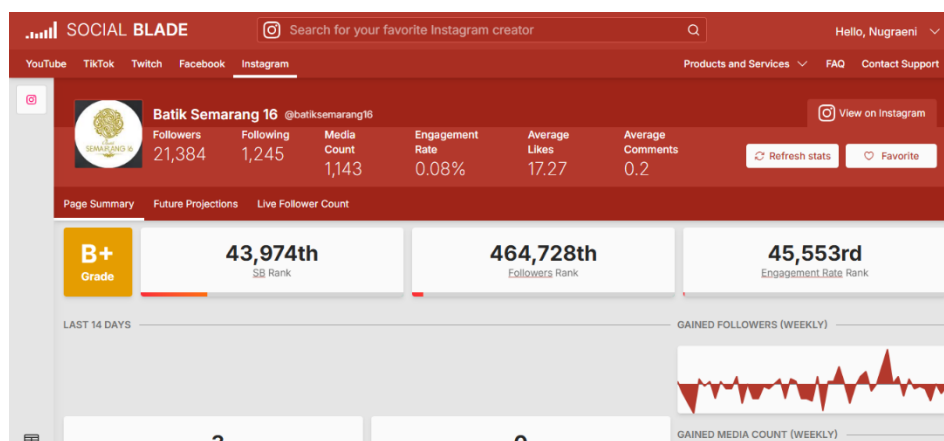 SOCIAL BLADE
Search for your favorite Instagram creator
Hello, Nugraeni
YouTube TikTok Twitch Facebook Instagram
Products and Services FAQ Contact Support
SEMARANG 16
Batik Semarang 16 @batiksemarang16
View on Instagram
Followers Following Media Count Engagement Rate Average Likes Average Comments
21,384 1,245 1,143 0.08% 17.27 0.2
Refresh stats Favorite
Page Summary Future Projections Live Follower Count
B+ 43,974th 464,728th 45,553rd
Grade SB Rank Followers Rank Engagement Rate Rank
LAST 14 DAYS GAINED FOLLOWERS (WEEKLY)
GAINED MEDIA COUNT (WEEKLY)